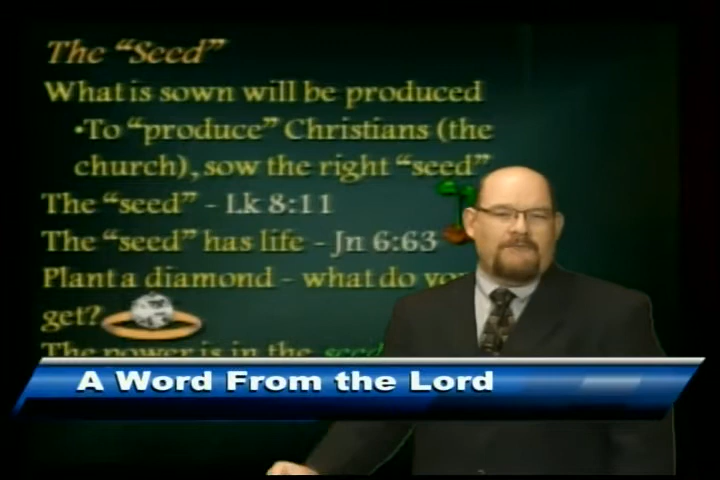 The “Seed”
What is sown will be produced
•To “produce” Christians (the
church), sow the right “seed”
The “seed” - Lk 8:11
The “seed” has life - Jn 6:63
Plant a diamond - what do
get?
The power is in the seed
A Word From the Lord